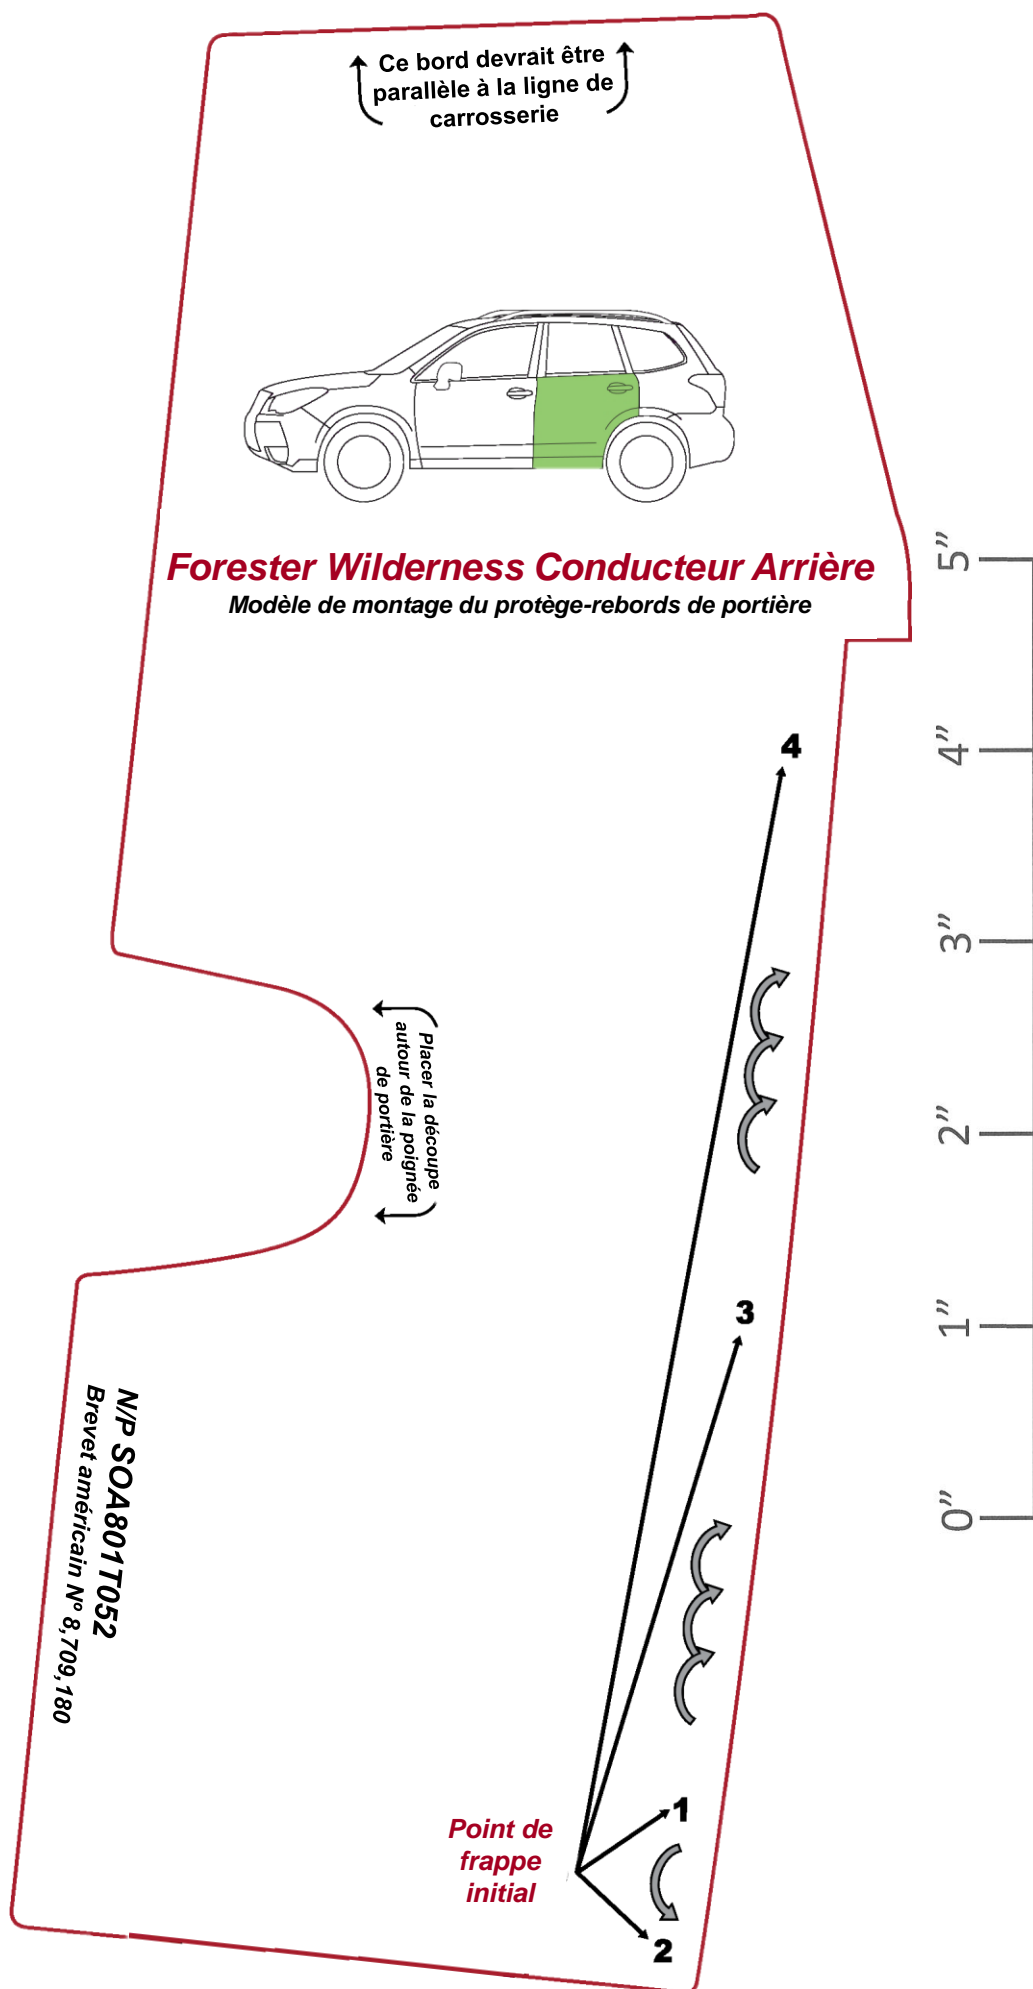 Ce bord devrait être
parallèle à la ligne de
carrosserie
Forester Wilderness Conducteur Arrière
Modèle de montage du protège-rebords de portière
5”
4”
3”
2”
1”
0”
4
Placer la découpe
autour de la poignée
de portière
3
N/P SOA801T052
Brevet américain Nº 8,709,180
Point de
frappe
initial
1
2